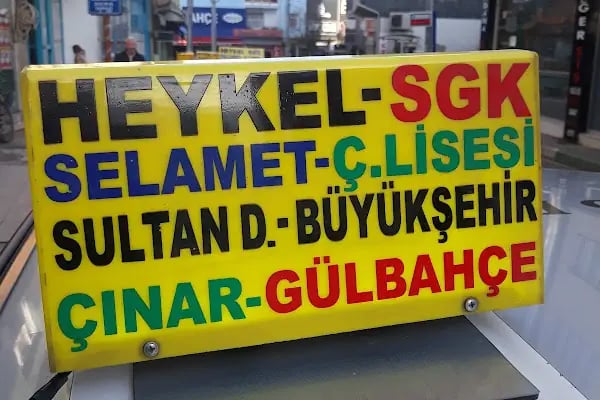 HEYKEL-SGK
SELAMET-Ç.LİSESİ
SULTAN D.-BÜYÜKŞEHİR
ÇINAR-GÜLBAHÇE